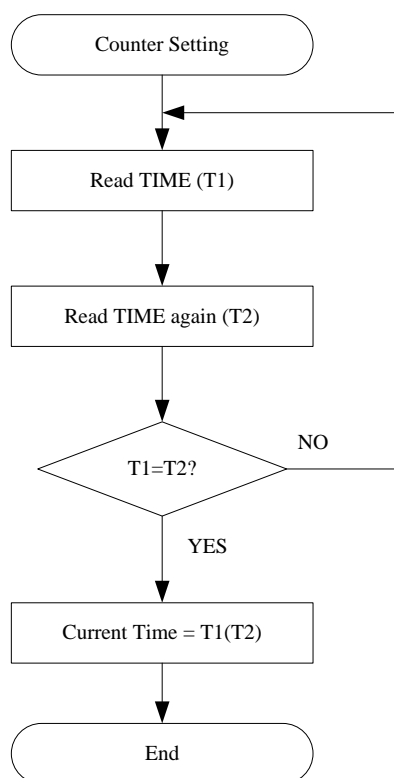 Counter Setting
Read TIME (T1)
Read TIME again (T2)
T1=T2?
NO
YES
Current Time = T1(T2)
End